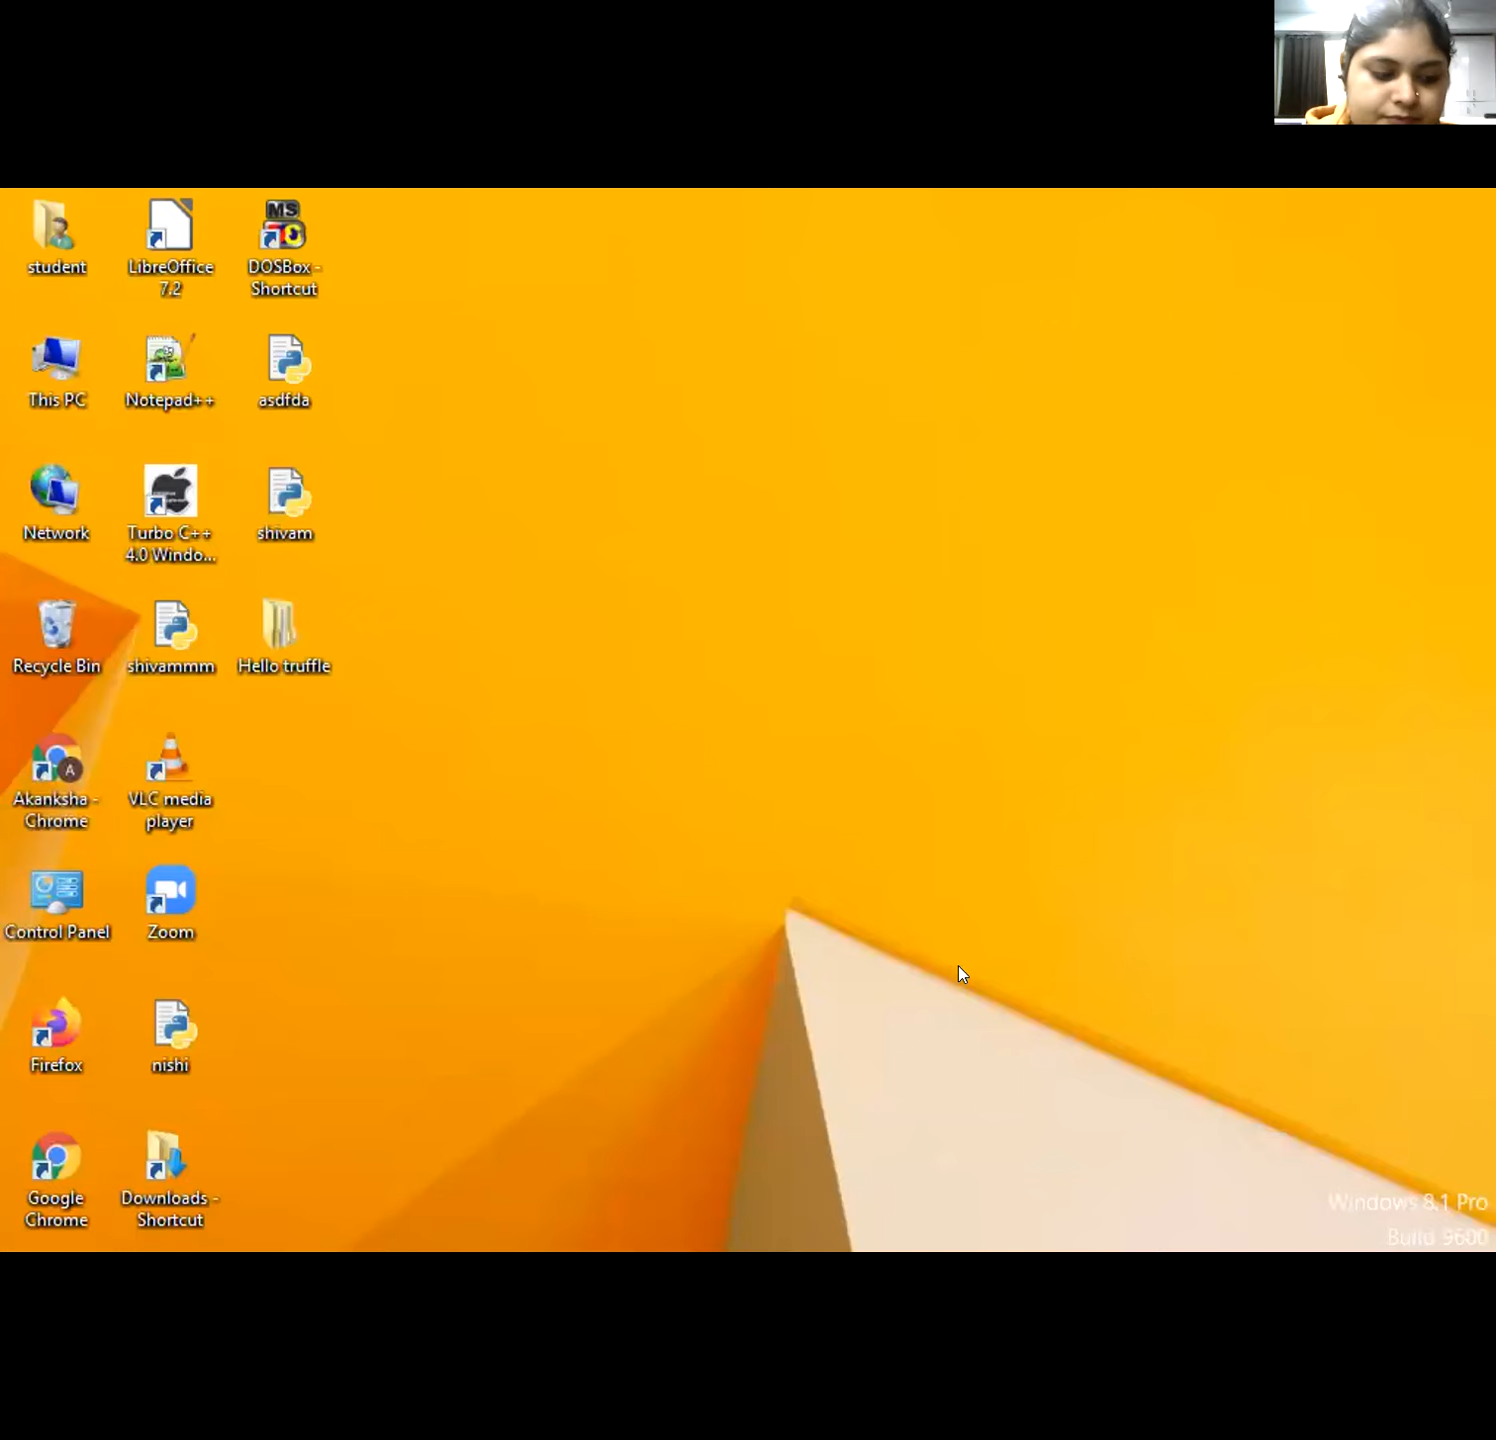 student
LibreOffice
7.2
MS
DOSBox -
Shortcut
This PC
Notepad++
asdfda
Network
Turbo C++
4.0 Windo...
shivam
Recycle Bin
shivammm
Hello truffle
A
Akanksha -
Chrome
VLC media
player
Control Panel
Zoom
Firefox
nishi
Google
Chrome
Downloads -
Shortcut
Windows 8.1 Pro
Build 9600